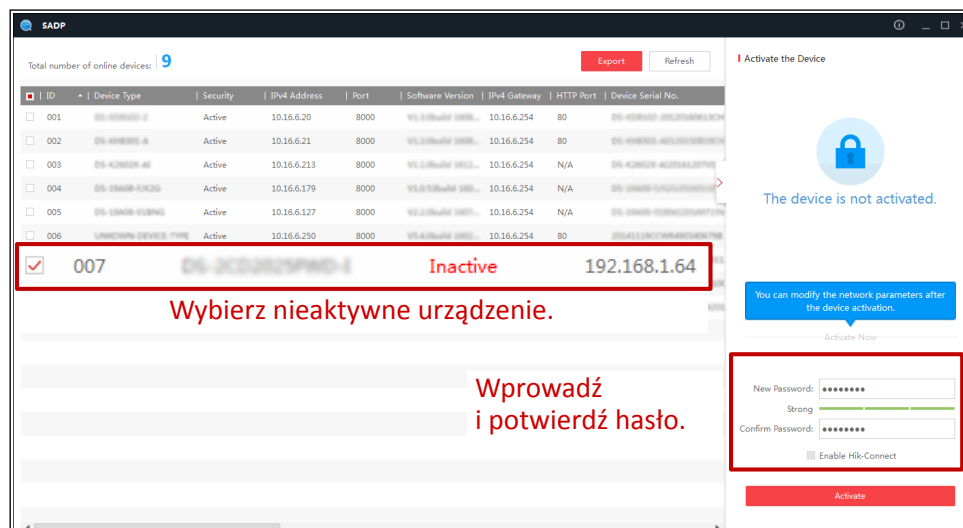 SADP
Total number of online devices: 9
Export
Refresh
ID | Device Type | Security | IPv4 Address | Port | Software Version | IPv4 Gateway | HTTP Port | Device Serial No.
001 Active 10.16.6.20 8000 10.16.6.254 80
002 Active 10.16.6.21 8000 10.16.6.254 80
003 Active 10.16.6.213 8000 10.16.6.254 N/A
004 Active 10.16.6.179 8000 10.16.6.254 N/A
005 Active 10.16.6.127 8000 10.16.6.254 N/A
006 Active 10.16.6.250 8000 10.16.6.254 80
007 Inactive 192.168.1.64
Wybierz nieaktywne urządzenie.
Wprowadź
i potwierdź hasło.
Activate the Device
The device is not activated.
You can modify the network parameters after
the device activation.
Activate Now
New Password:
Strong
Confirm Password:
Enable Hik-Connect
Activate